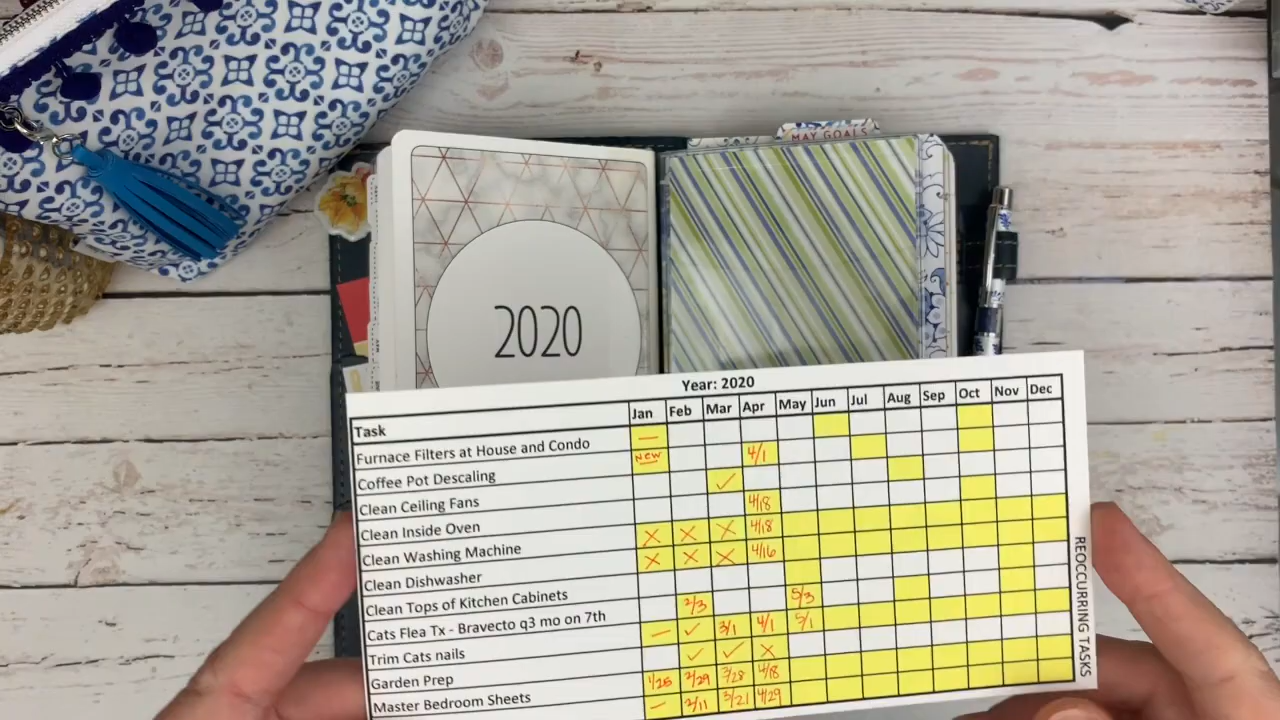 MAY GOALS
2020
Year: 2020
Task Jan Feb Mar Apr May Jun Jul Aug Sep Oct Nov Dec
Furnace Filters at House and Condo —
Coffee Pot Descaling NEW 4/1
Clean Ceiling Fans ✓
Clean Inside Oven 4/18
Clean Washing Machine X X X 4/18
Clean Dishwasher X X X 4/16
Clean Tops of Kitchen Cabinets
Cats Flea Tx - Bravecto q3 mo on 7th 2/3 5/3
Trim Cats nails — ✓ 3/1 4/1 5/1
Garden Prep ✓ ✓ X
Master Bedroom Sheets 1/25 2/29 3/28 4/18
— 2/11 3/21 4/29
REOCCURRING TASKS